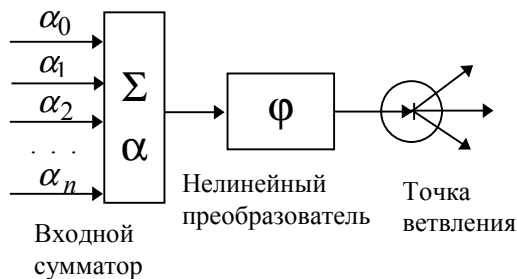 α0
α1
α2
. . .
αn
Σ
α
φ
Входной
сумматор
Нелинейный
преобразователь
Точка
ветвления